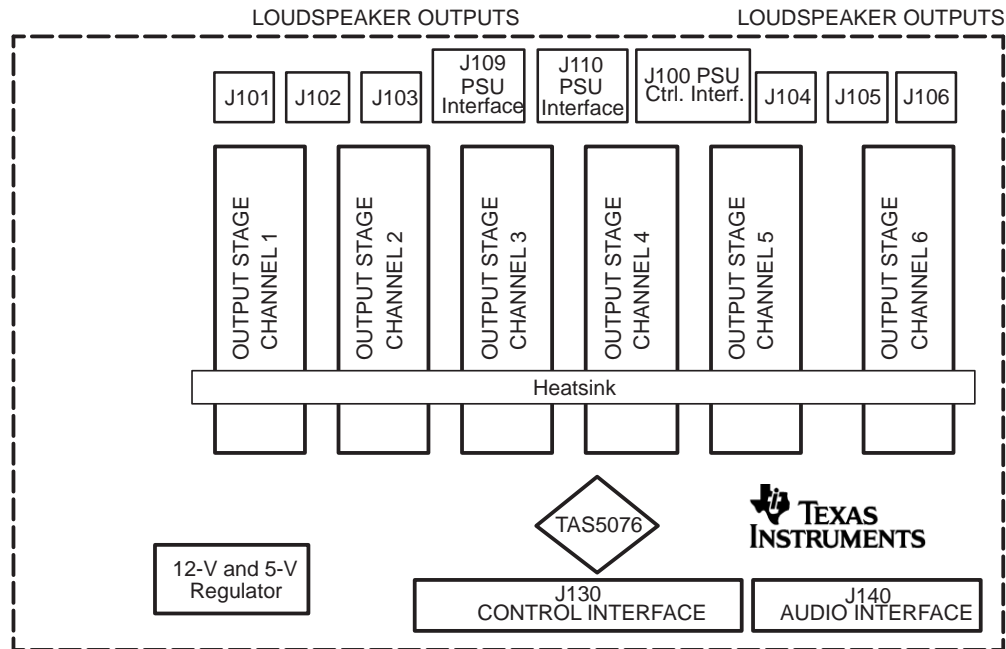 LOUDSPEAKER OUTPUTS
LOUDSPEAKER OUTPUTS
J101
J102
J103
J109
PSU
Interface
J110
PSU
Interface
J100 PSU
Ctrl. Interf.
J104
J105
J106
OUTPUT STAGE
CHANNEL 1
OUTPUT STAGE
CHANNEL 2
OUTPUT STAGE
CHANNEL 3
OUTPUT STAGE
CHANNEL 4
OUTPUT STAGE
CHANNEL 5
OUTPUT STAGE
CHANNEL 6
Heatsink
TAS5076
TEXAS
INSTRUMENTS
12-V and 5-V
Regulator
J130
CONTROL INTERFACE
J140
AUDIO INTERFACE